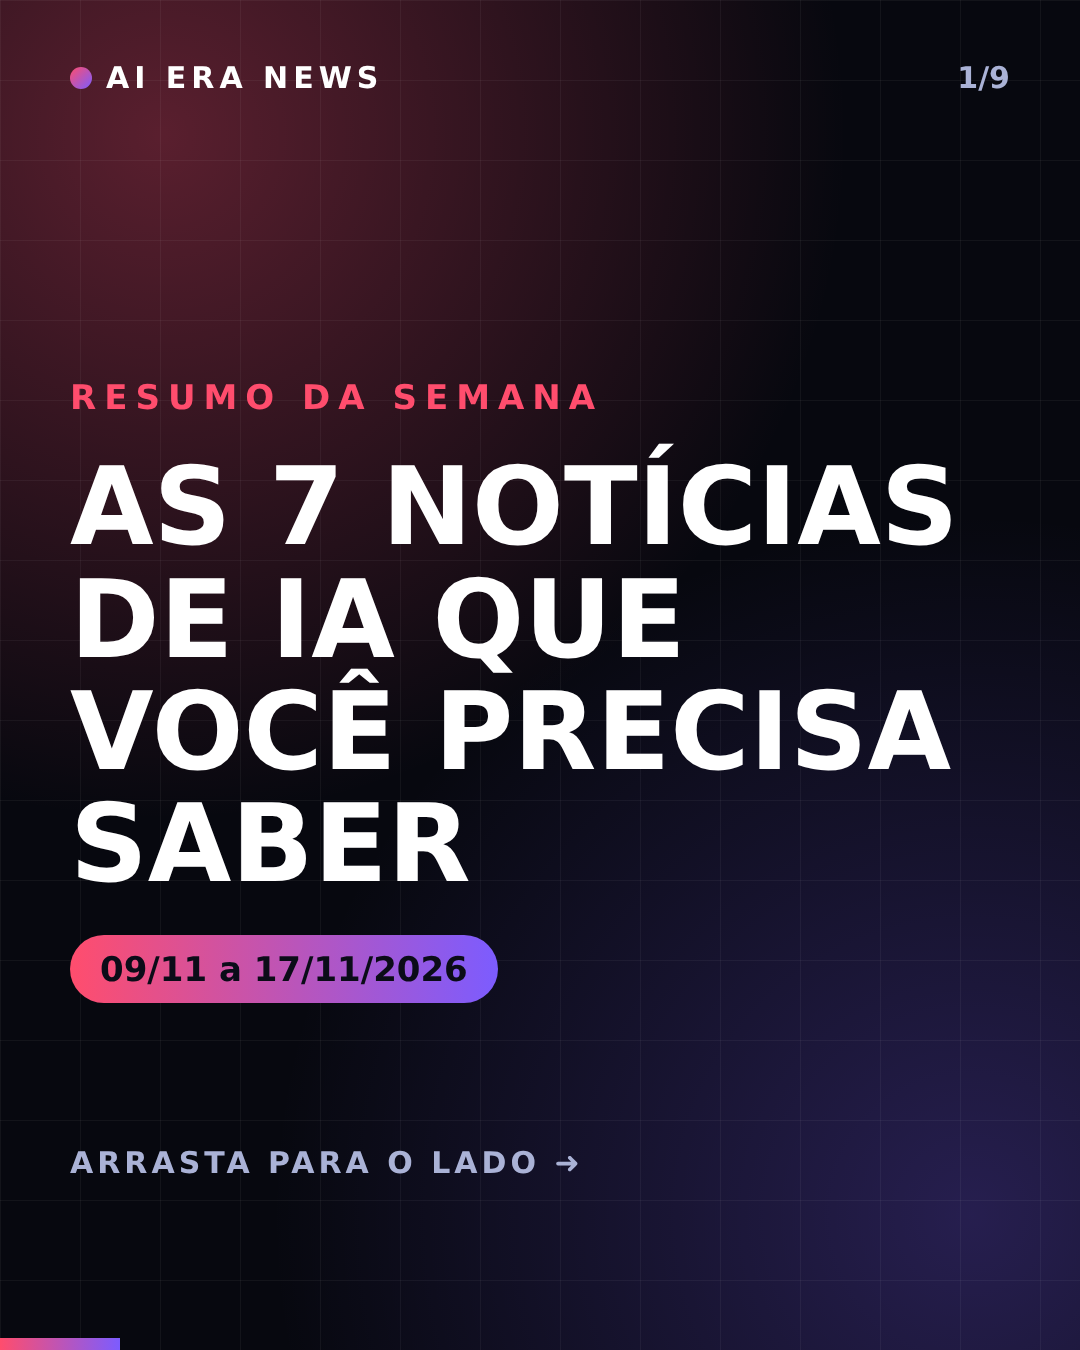 AI ERA NEWS
1/9
RESUMO DA SEMANA
AS 7 NOTÍCIAS
DE IA QUE
VOCÊ PRECISA
SABER
09/11 a 17/11/2026
ARRASTA PARA O LADO ➜